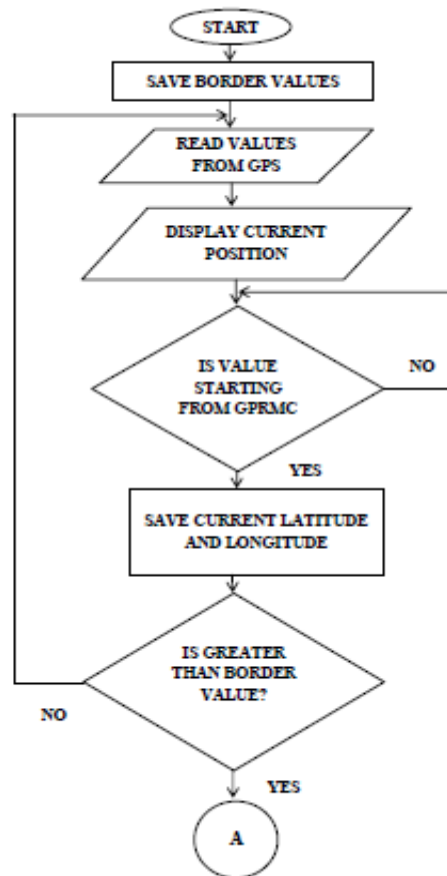 START
SAVE BORDER VALUES
READ VALUES
FROM GPS
DISPLAY CURRENT
POSITION
IS VALUE
STARTING
FROM GPRMC
NO
YES
SAVE CURRENT LATITUDE
AND LONGITUDE
IS GREATER
THAN BORDER
VALUE?
NO
YES
A